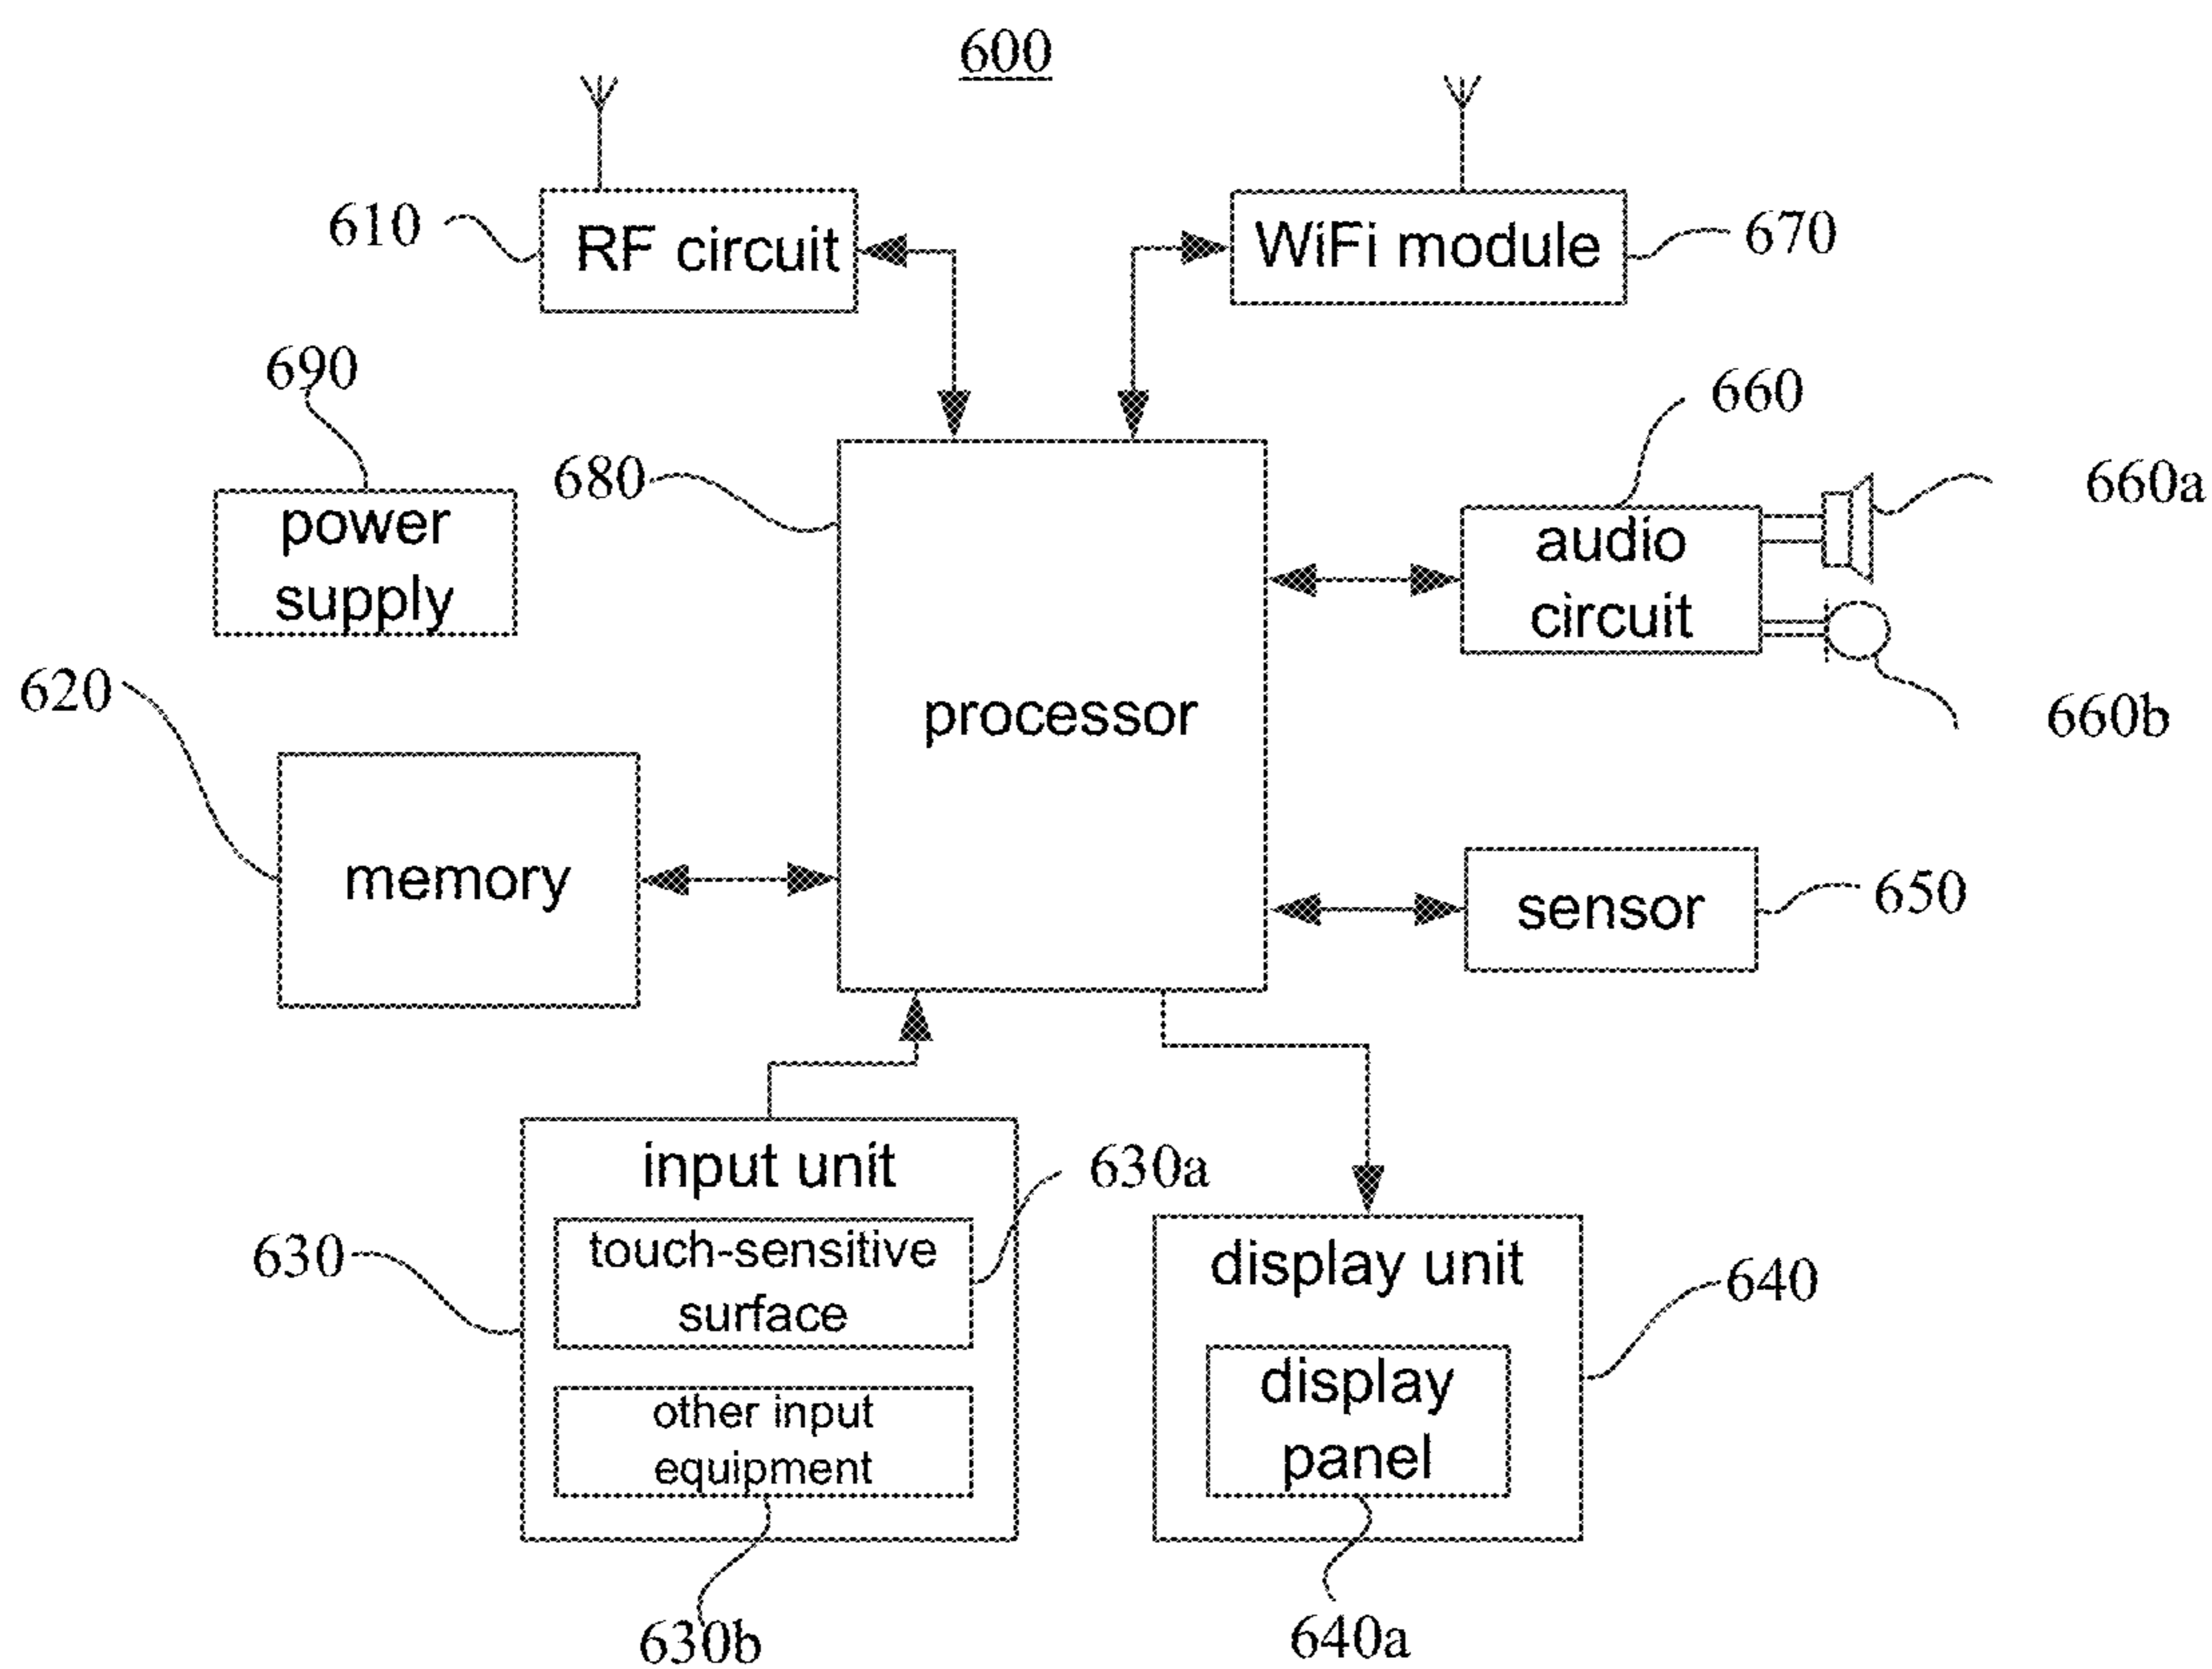 600
610
RF circuit
WiFi module
670
690
660
680
660a
power
supply
audio
circuit
620
processor
660b
memory
sensor
650
input unit
630a
630
touch-sensitive
surface
display unit
640
display
panel
other input
equipment
630b
640a